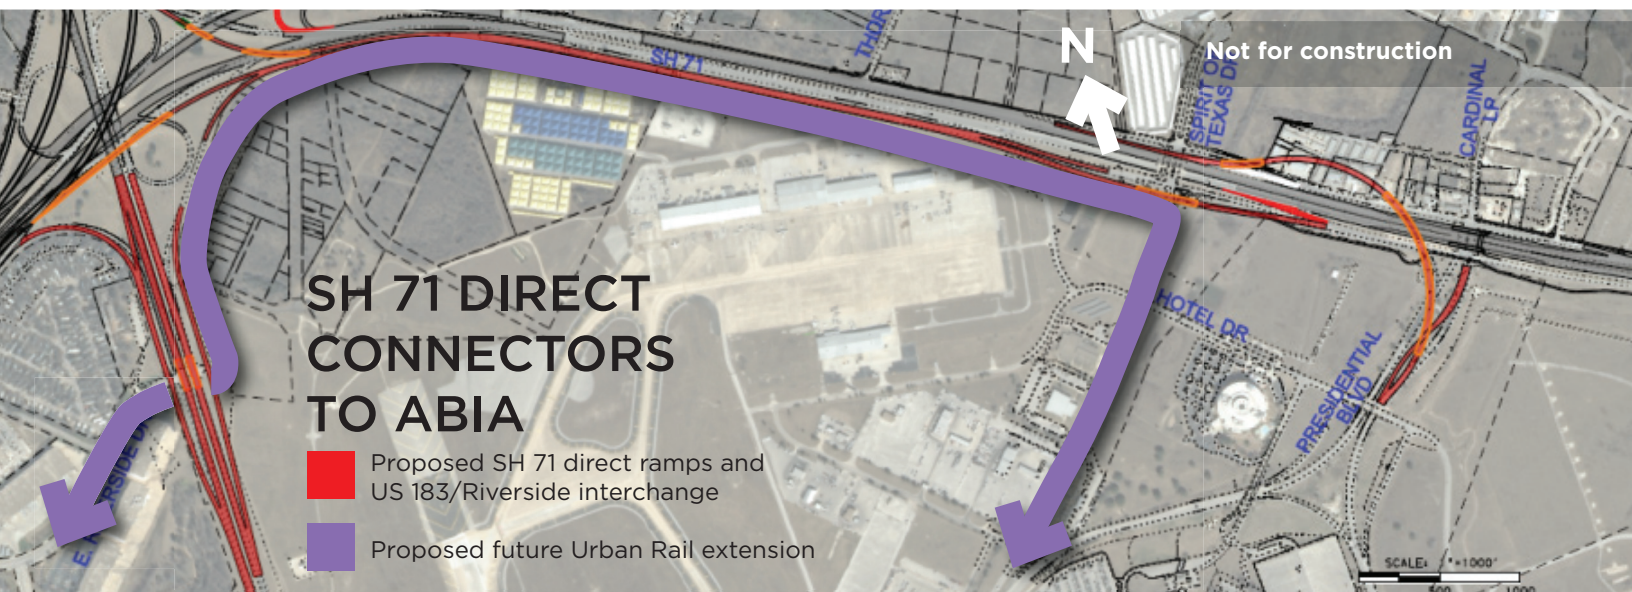 THOR
N
Not for construction
SH 71
SPIRIT OF
TEXAS DR
CARDINAL
LP
HOTEL DR
PRESIDENTIAL
BLVD
SH 71 DIRECT
CONNECTORS
TO ABIA
Proposed SH 71 direct ramps and
US 183/Riverside interchange
Proposed future Urban Rail extension
E. RSIDE D
SCALE: 1"=1000'
500 1000